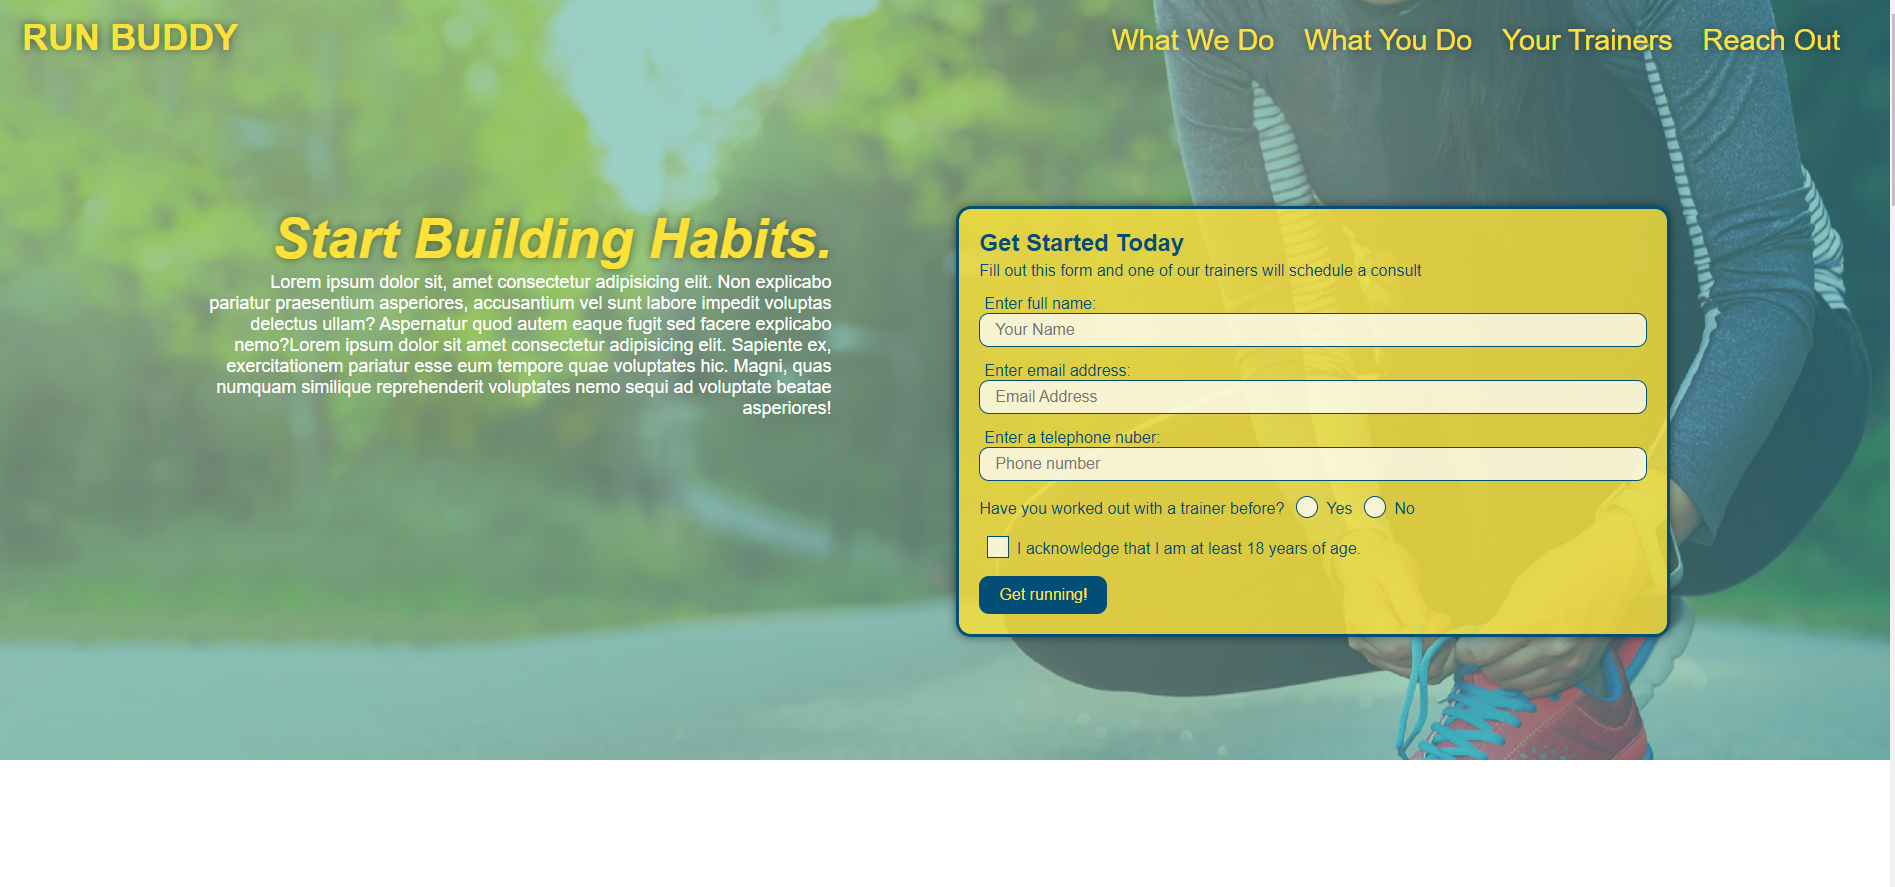 RUN BUDDY
What We Do What You Do Your Trainers Reach Out
Start Building Habits.
Lorem ipsum dolor sit, amet consectetur adipisicing elit. Non explicabo
pariatur praesentium asperiores, accusantium vel sunt labore impedit voluptas
delectus ullam? Aspernatur quod autem eaque fugit sed facere explicabo
nemo?Lorem ipsum dolor sit amet consectetur adipisicing elit. Sapiente ex,
exercitationem pariatur esse eum tempore quae voluptates hic. Magni, quas
numquam similique reprehenderit voluptates nemo sequi ad voluptate beatae
asperiores!
Get Started Today
Fill out this form and one of our trainers will schedule a consult
Enter full name:
Your Name
Enter email address:
Email Address
Enter a telephone nuber:
Phone number
Have you worked out with a trainer before? Yes No
I acknowledge that I am at least 18 years of age.
Get running!